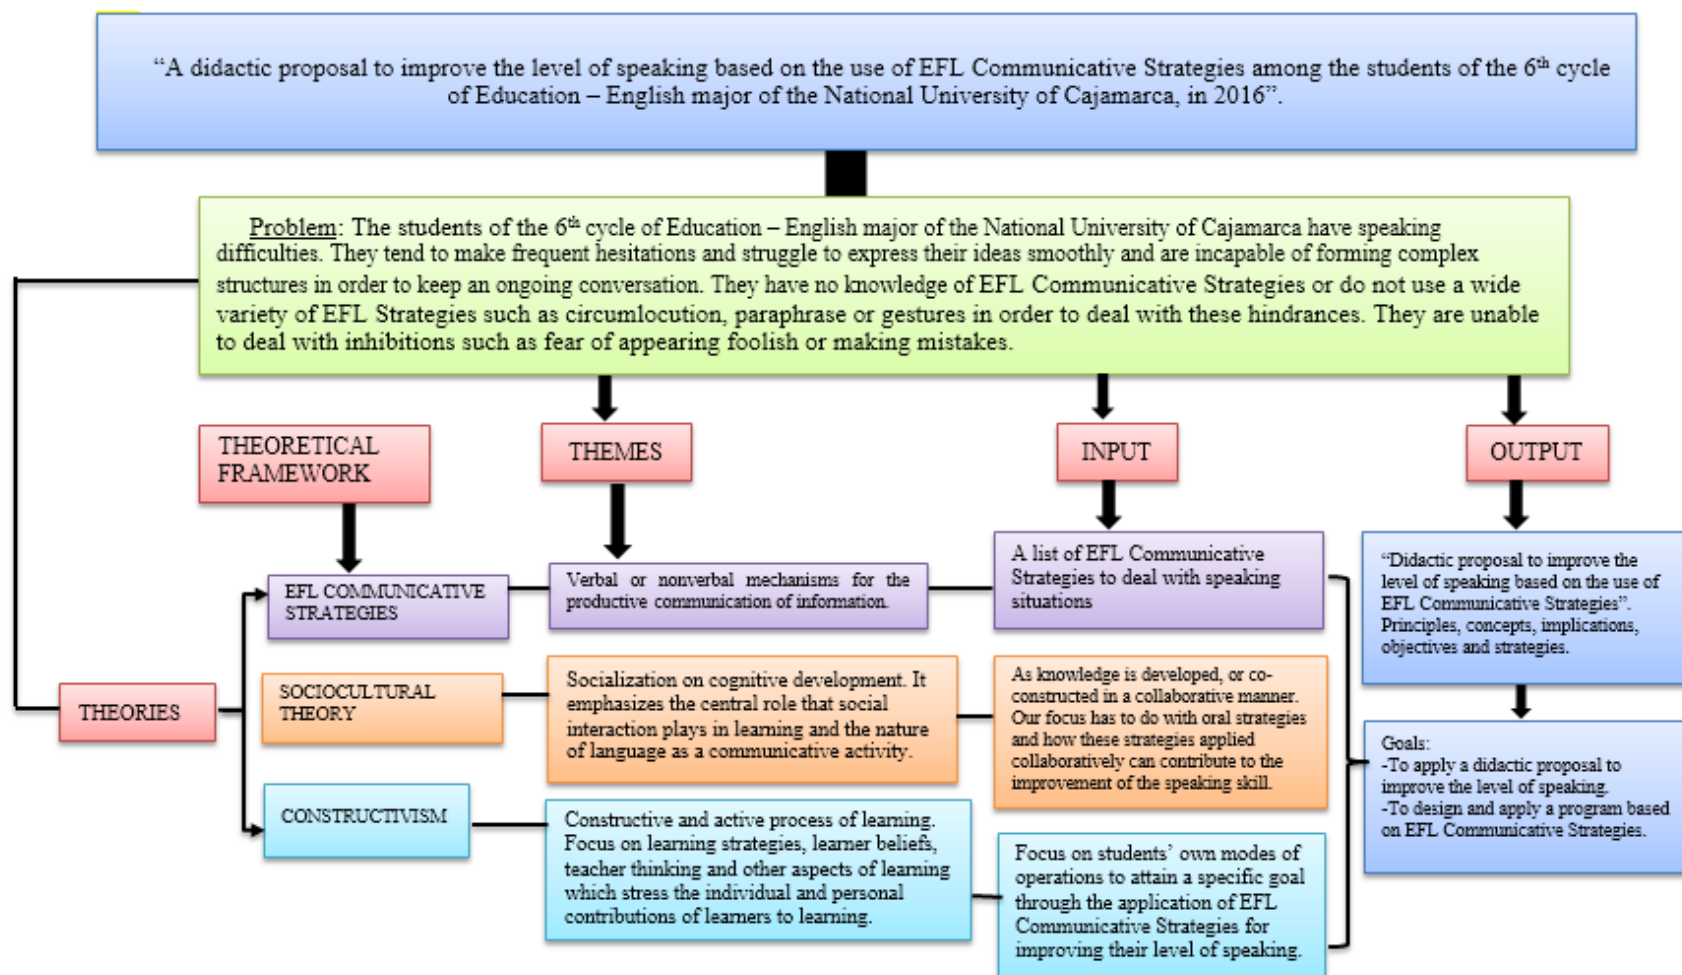 “A didactic proposal to improve the level of speaking based on the use of EFL Communicative Strategies among the students of the 6th cycle
of Education – English major of the National University of Cajamarca, in 2016”.
Problem: The students of the 6th cycle of Education – English major of the National University of Cajamarca have speaking
difficulties. They tend to make frequent hesitations and struggle to express their ideas smoothly and are incapable of forming complex
structures in order to keep an ongoing conversation. They have no knowledge of EFL Communicative Strategies or do not use a wide
variety of EFL Strategies such as circumlocution, paraphrase or gestures in order to deal with these hindrances. They are unable
to deal with inhibitions such as fear of appearing foolish or making mistakes.
THEORETICAL
FRAMEWORK
THEMES
INPUT
OUTPUT
EFL COMMUNICATIVE
STRATEGIES
Verbal or nonverbal mechanisms for the
productive communication of information.
A list of EFL Communicative
Strategies to deal with speaking
situations
“Didactic proposal to improve the
level of speaking based on the use of
EFL Communicative Strategies”.
Principles, concepts, implications,
objectives and strategies.
THEORIES
SOCIOCULTURAL
THEORY
Socialization on cognitive development. It
emphasizes the central role that social
interaction plays in learning and the nature
of language as a communicative activity.
As knowledge is developed, or co-
constructed in a collaborative manner.
Our focus has to do with oral strategies
and how these strategies applied
collaboratively can contribute to the
improvement of the speaking skill.
Goals:
-To apply a didactic proposal to
improve the level of speaking.
-To design and apply a program based
on EFL Communicative Strategies.
CONSTRUCTIVISM
Constructive and active process of learning.
Focus on learning strategies, learner beliefs,
teacher thinking and other aspects of learning
which stress the individual and personal
contributions of learners to learning.
Focus on students’ own modes of
operations to attain a specific goal
through the application of EFL
Communicative Strategies for
improving their level of speaking.